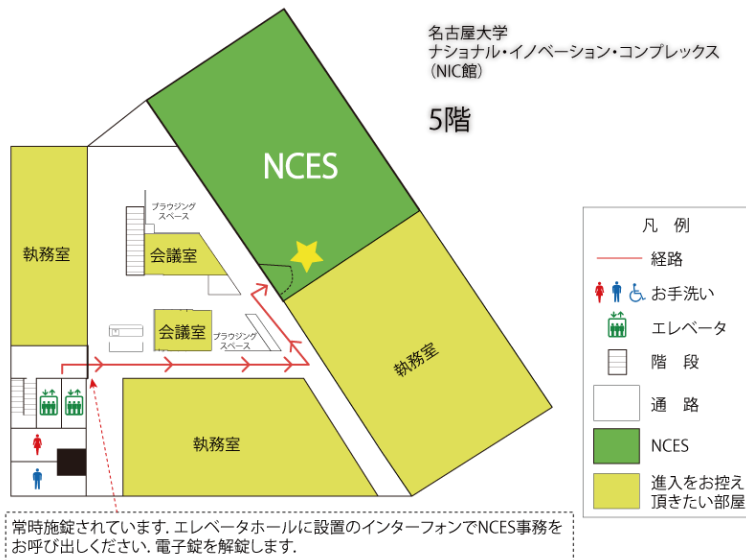 名古屋大学
ナショナル・イノベーション・コンプレックス
(NIC館)
5階
NCES
ブラウジング
スペース
執務室
会議室
会議室
ブラウジング
スペース
執務室
執務室
凡 例
経路
お手洗い
エレベータ
階 段
通 路
NCES
進入をお控え
頂きたい部屋
常時施錠されています. エレベータホールに設置のインターフォンでNCES事務を
お呼び出しください. 電子錠を解錠します.